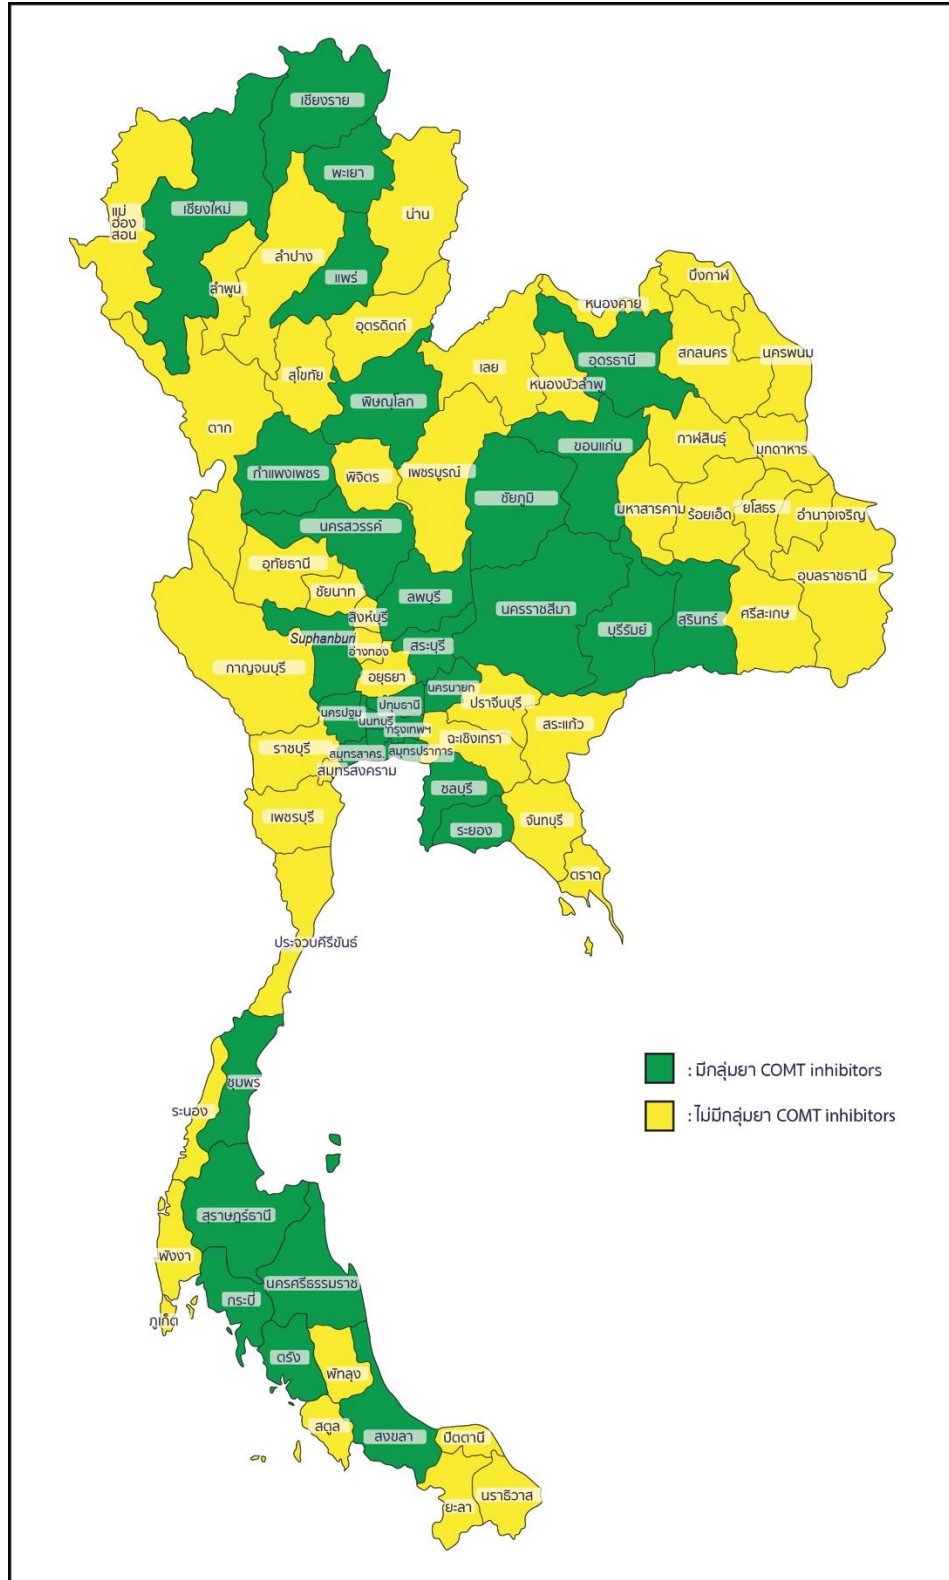 เชียงราย
พะเยา
น่าน
เชียงใหม่
แม่
ฮ่อง
สอน
ลำปาง
แพร่
ลำพูน
อุตรดิตถ์
บึงกาฬ
หนองคาย
สกลนคร
นครพนม
อุดรธานี
เลย
หนองบัวลำพู
สุโขทัย
พิษณุโลก
ตาก
ขอนแก่น
กาฬสินธุ์
มุกดาหาร
กำแพงเพชร
พิจิตร
เพชรบูรณ์
ชัยภูมิ
มหาสารคาม
ร้อยเอ็ด
ยโสธร
อำนาจเจริญ
นครสวรรค์
อุทัยธานี
ชัยนาท
ลพบุรี
นครราชสีมา
อุบลราชธานี
สิงห์บุรี
บุรีรัมย์
สุรินทร์
ศรีสะเกษ
Suphanburi
อ่างทอง
สระบุรี
กาญจนบุรี
อยุธยา
นครนายก
ปราจีนบุรี
สระแก้ว
นครปฐม
ปทุมธานี
นนทบุรี
กรุงเทพฯ
ฉะเชิงเทรา
ราชบุรี
สมุทรสาคร.
สมุทรปราการ
สมุทรสงคราม
ชลบุรี
เพชรบุรี
ระยอง
จันทบุรี
ตราด
ประจวบคีรีขันธ์
: มีกลุ่มยา COMT inhibitors
: ไม่มีกลุ่มยา COMT inhibitors
ชุมพร
ระนอง
สุราษฎร์ธานี
พังงา
นครศรีธรรมราช
กระบี่
ภูเก็ต
ตรัง
พัทลุง
สตูล
สงขลา
ปัตตานี
ยะลา
นราธิวาส